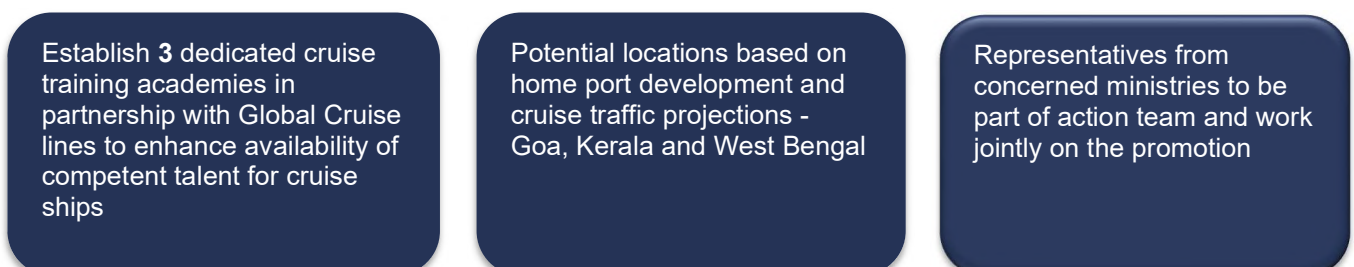 Establish 3 dedicated cruise
training academies in
partnership with Global Cruise
lines to enhance availability of
competent talent for cruise
ships
Potential locations based on
home port development and
cruise traffic projections -
Goa, Kerala and West Bengal
Representatives from
concerned ministries to be
part of action team and work
jointly on the promotion